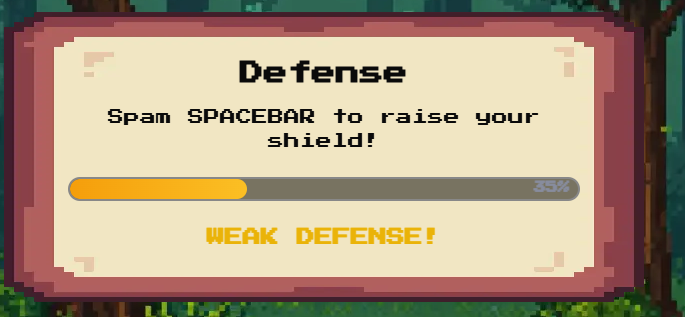 Defense
Spam SPACEBAR to raise your
shield!
35%
WEAK DEFENSE!